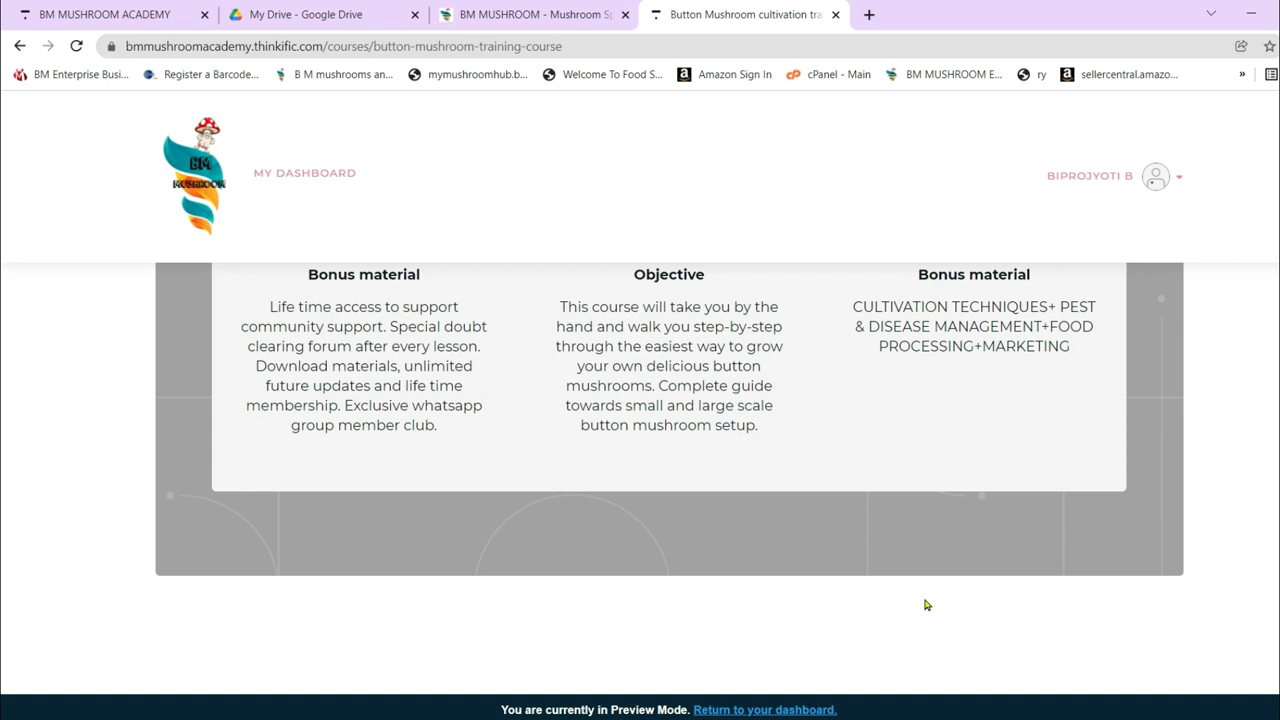 BM MUSHROOM ACADEMY
My Drive - Google Drive
BM MUSHROOM - Mushroom Sp
Button Mushroom cultivation tra
bmmushroomacademy.thinkific.com/courses/button-mushroom-training-course
BM Enterprise Busi...
Register a Barcode...
B M mushrooms an...
mymushroomhub.b...
Welcome To Food S...
Amazon Sign In
cPanel - Main
BM MUSHROOM E...
ry
sellercentral.amazo...
»
BM
MUSHROOM
MY DASHBOARD
BIPROJYOTI B
Bonus material
Life time access to support
community support. Special doubt
clearing forum after every lesson.
Download materials, unlimited
future updates and life time
membership. Exclusive whatsapp
group member club.
Objective
This course will take you by the
hand and walk you step-by-step
through the easiest way to grow
your own delicious button
mushrooms. Complete guide
towards small and large scale
button mushroom setup.
Bonus material
CULTIVATION TECHNIQUES+ PEST
& DISEASE MANAGEMENT+FOOD
PROCESSING+MARKETING
You are currently in Preview Mode. Return to your dashboard.